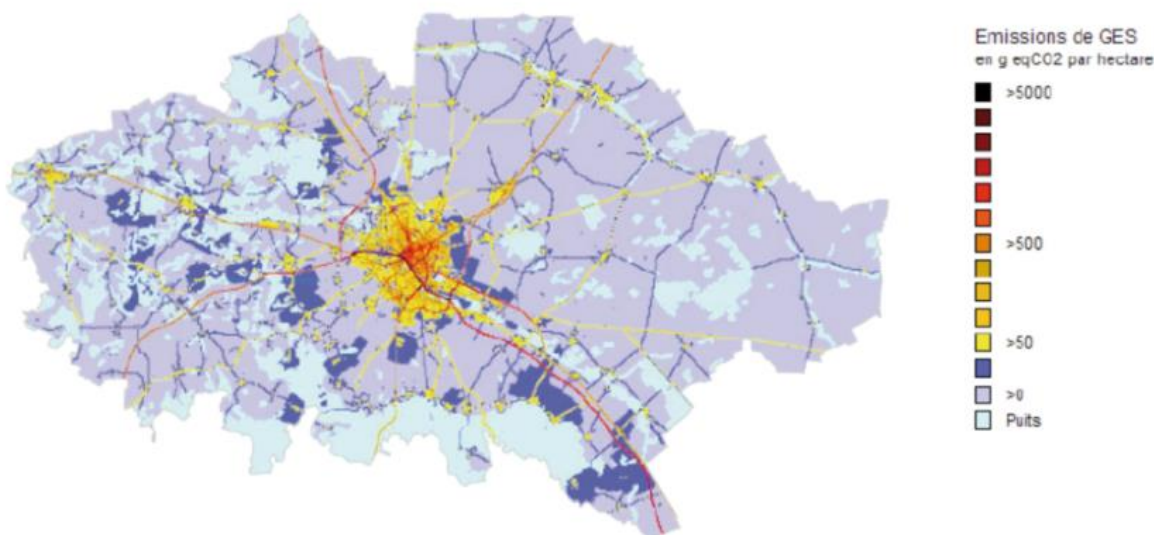 Emissions de GES
en g eqCO2 par hectare
>5000
>500
>50
>0
Puits